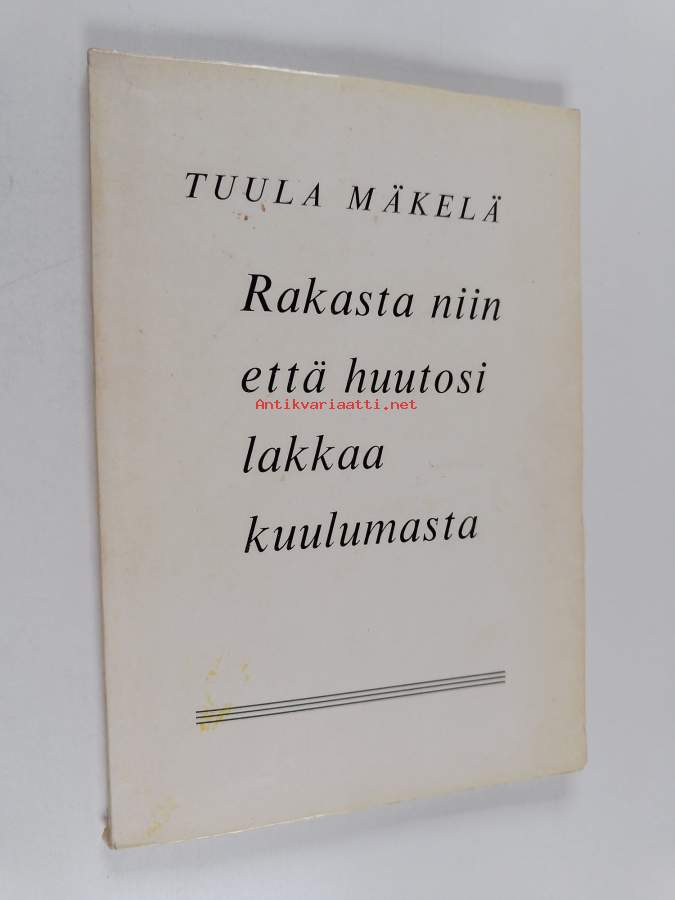 TUULA MÄKELÄ
Rakasta niin
että huutosi
Antikvariaatti.net
lakkaa
kuulumasta